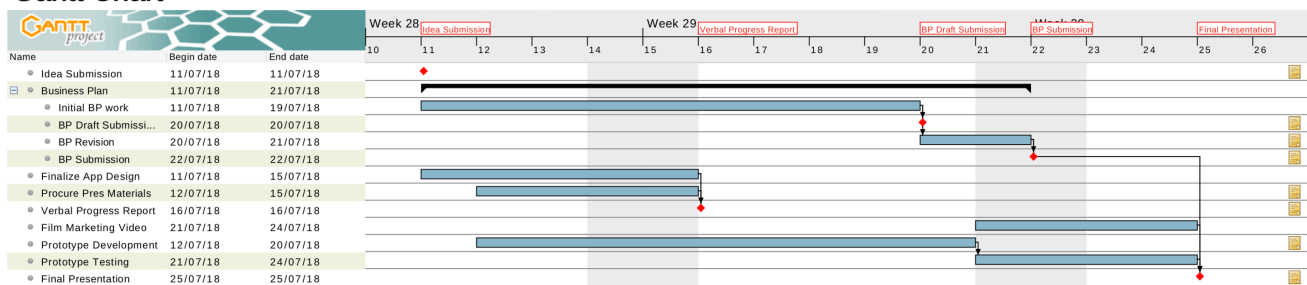 Gantt Chart
GANTT project
Week 28 Week 29 Week 30
Idea Submission Verbal Progress Report BP Draft Submission BP Submission Final Presentation
Name Begin date End date
10 11 12 13 14 15 16 17 18 19 20 21 22 23 24 25 26
Idea Submission 11/07/18 11/07/18
Business Plan 11/07/18 21/07/18
Initial BP work 11/07/18 19/07/18
BP Draft Submissi... 20/07/18 20/07/18
BP Revision 20/07/18 21/07/18
BP Submission 22/07/18 22/07/18
Finalize App Design 11/07/18 15/07/18
Procure Pres Materials 12/07/18 15/07/18
Verbal Progress Report 16/07/18 16/07/18
Film Marketing Video 21/07/18 24/07/18
Prototype Development 12/07/18 20/07/18
Prototype Testing 21/07/18 24/07/18
Final Presentation 25/07/18 25/07/18